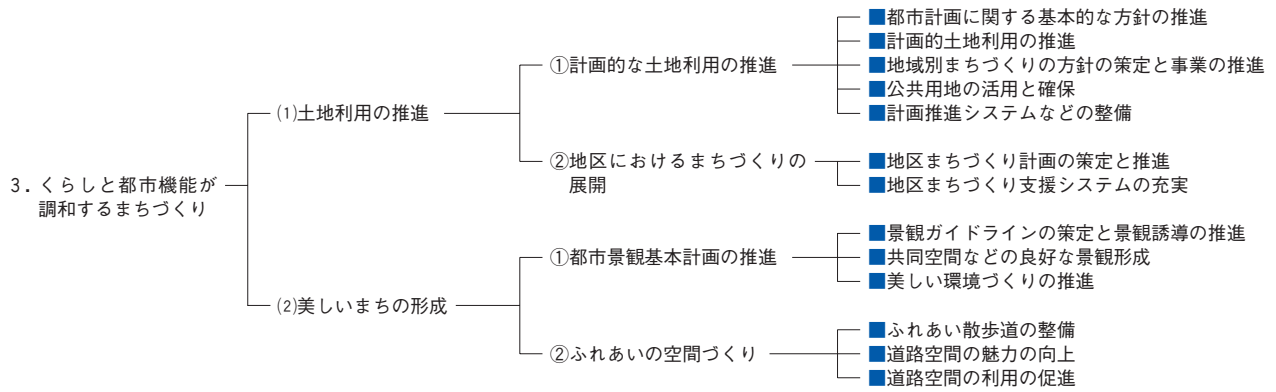 3．くらしと都市機能が
調和するまちづくり
⑴土地利用の推進
①計画的な土地利用の推進
■都市計画に関する基本的な方針の推進
■計画的土地利用の推進
■地域別まちづくりの方針の策定と事業の推進
■公共用地の活用と確保
■計画推進システムなどの整備
②地区におけるまちづくりの
展開
■地区まちづくり計画の策定と推進
■地区まちづくり支援システムの充実
⑵美しいまちの形成
①都市景観基本計画の推進
■景観ガイドラインの策定と景観誘導の推進
■共同空間などの良好な景観形成
■美しい環境づくりの推進
②ふれあいの空間づくり
■ふれあい散歩道の整備
■道路空間の魅力の向上
■道路空間の利用の促進